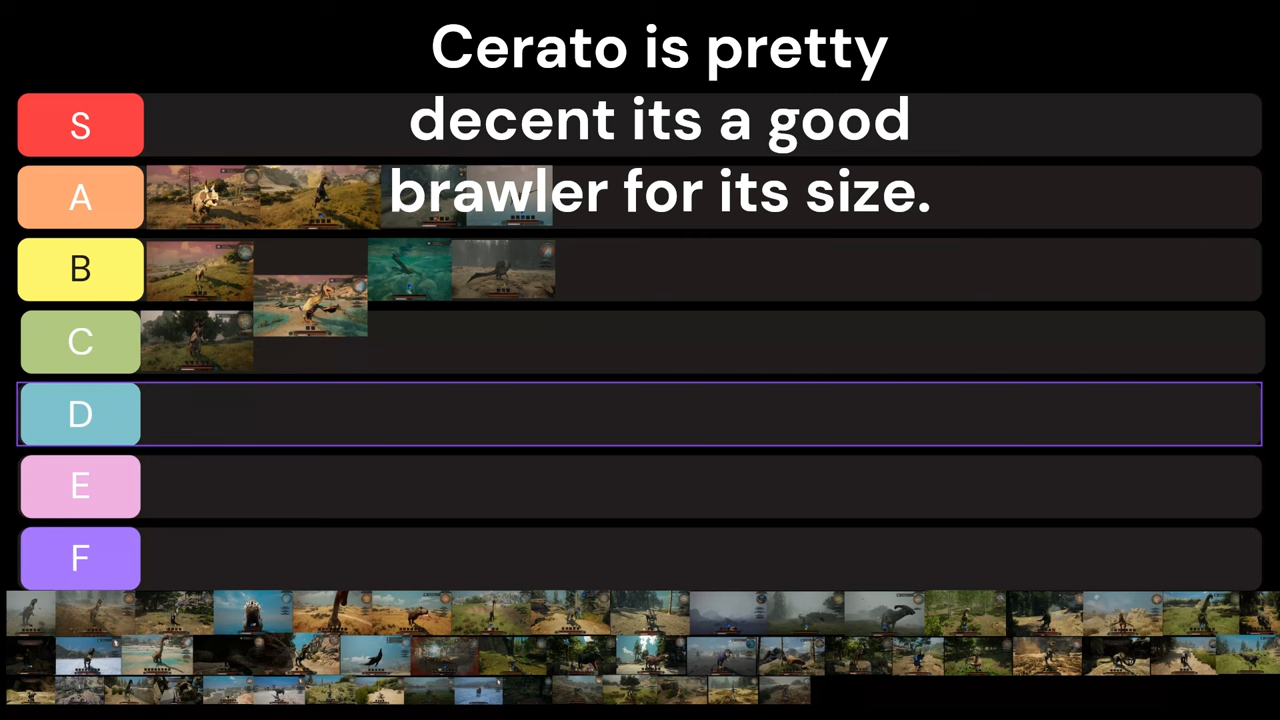 Cerato is pretty
decent its a good
brawler for its size.
S
A
B
C
D
E
F